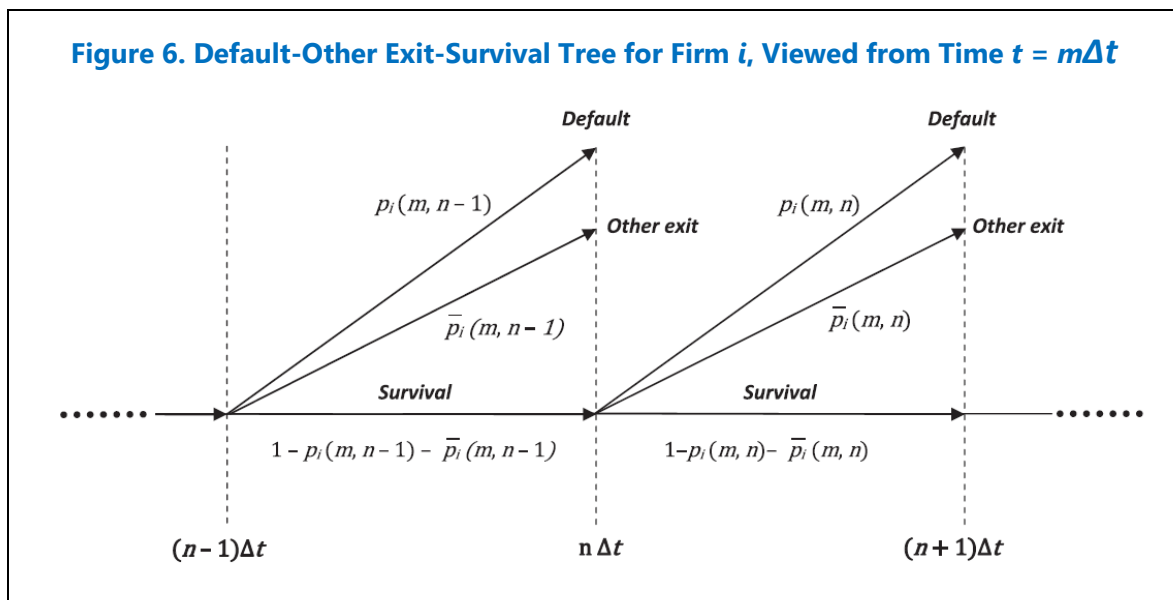 Figure 6. Default-Other Exit-Survival Tree for Firm i, Viewed from Time t = mΔt
Default Default
pᵢ(m, n − 1) pᵢ(m, n)
Other exit Other exit
p̅ᵢ(m, n − 1) p̅ᵢ(m, n)
Survival Survival
1 − pᵢ(m, n − 1) − p̅ᵢ(m, n − 1) 1−pᵢ(m, n)− p̅ᵢ(m, n)
(n − 1)Δt n Δt (n + 1)Δt